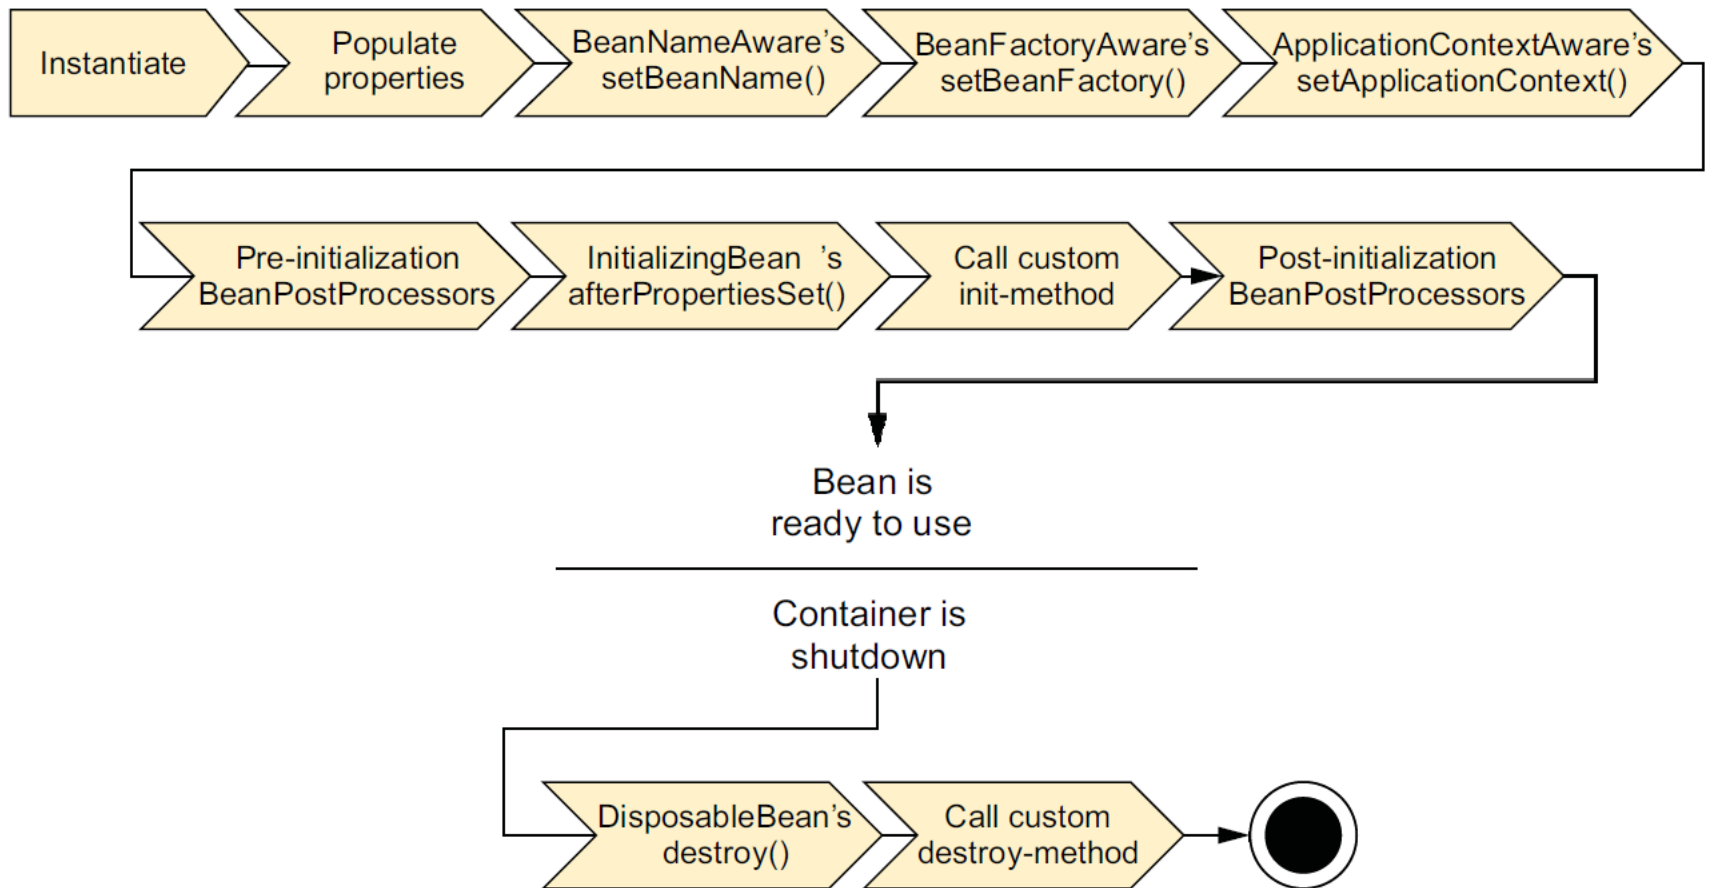 Instantiate
Populate
properties
BeanNameAware's
setBeanName()
BeanFactoryAware's
setBeanFactory()
ApplicationContextAware's
setApplicationContext()
Pre-initialization
BeanPostProcessors
InitializingBean 's
afterPropertiesSet()
Call custom
init-method
Post-initialization
BeanPostProcessors
Bean is
ready to use
Container is
shutdown
DisposableBean's
destroy()
Call custom
destroy-method